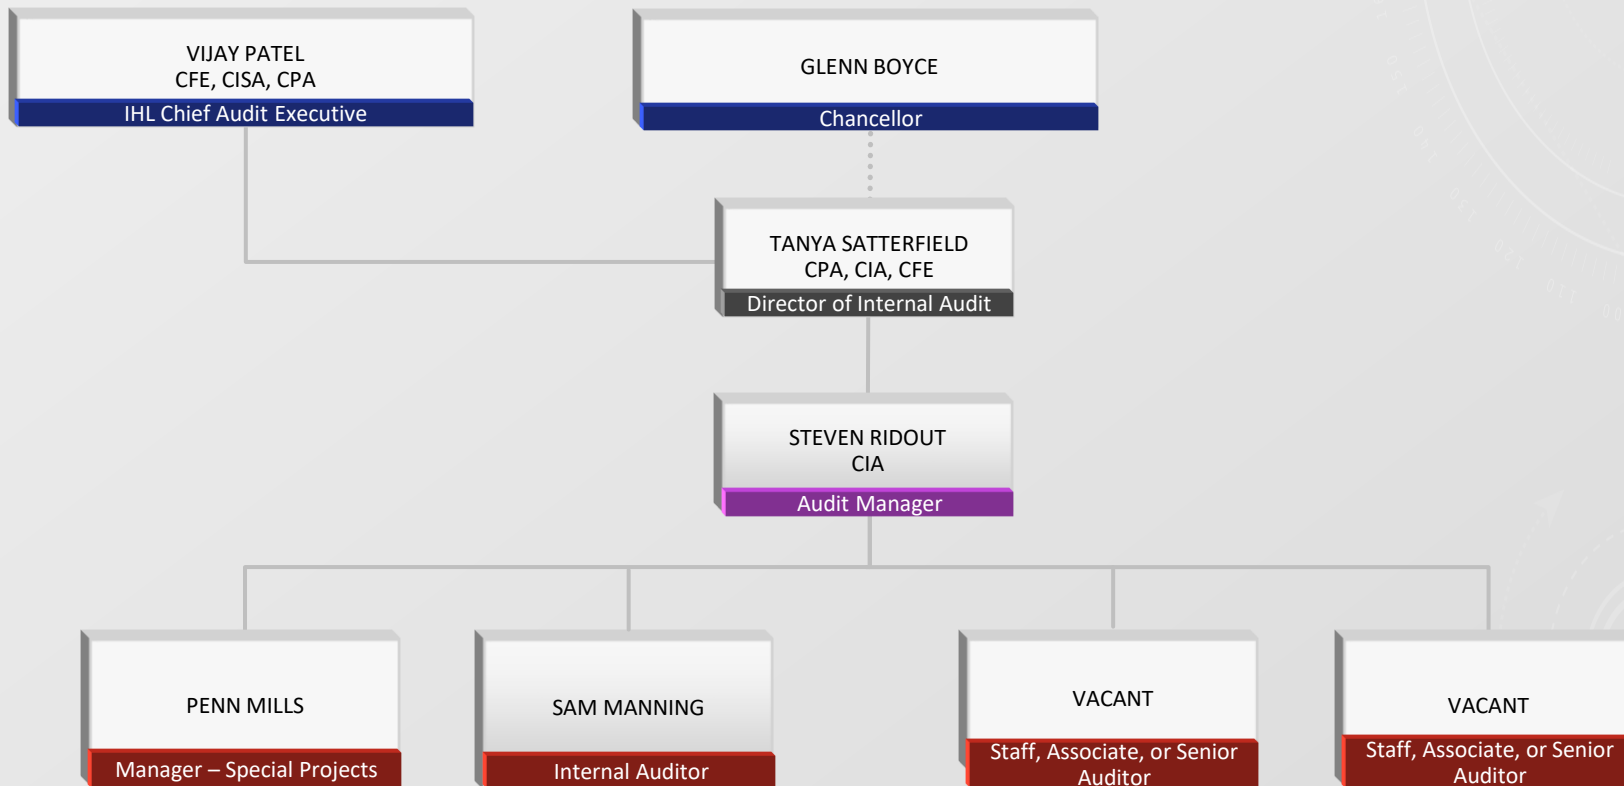 VIJAY PATEL
CFE, CISA, CPA
IHL Chief Audit Executive
GLENN BOYCE
Chancellor
TANYA SATTERFIELD
CPA, CIA, CFE
Director of Internal Audit
STEVEN RIDOUT
CIA
Audit Manager
PENN MILLS
Manager – Special Projects
SAM MANNING
Internal Auditor
VACANT
Staff, Associate, or Senior
Auditor
VACANT
Staff, Associate, or Senior
Auditor